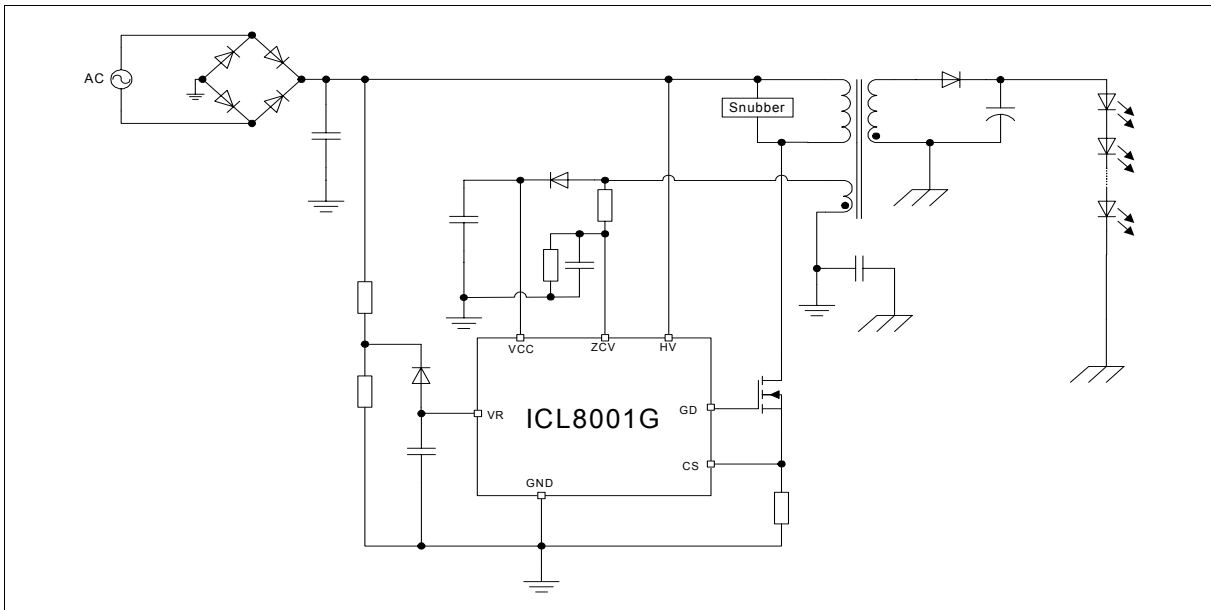 AC
Snubber
VCC
ZCV
HV
VR
ICL8001G
GD
CS
GND